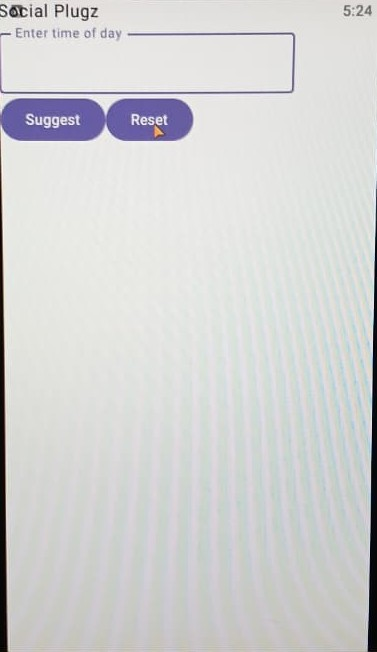 Social Plugz
5:24
Enter time of day
Suggest
Reset